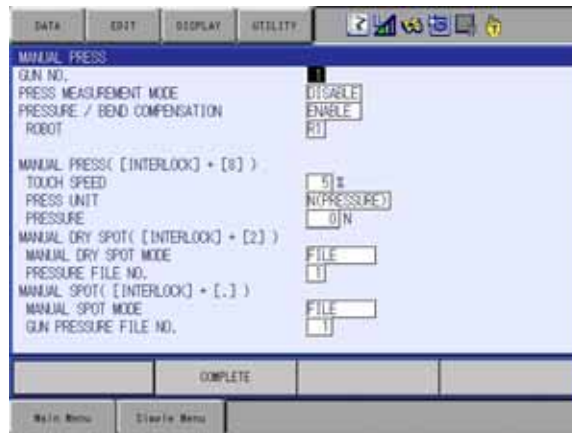 DATA EDIT DISPLAY UTILITY
MANUAL PRESS
GUN NO. 1
PRESS MEASUREMENT MODE DISABLE
PRESSURE / BEND COMPENSATION ENABLE
ROBOT R1
MANUAL PRESS( [INTERLOCK] + [8] )
TOUCH SPEED 5 %
PRESS UNIT N(PRESSURE)
PRESSURE 0 N
MANUAL DRY SPOT( [INTERLOCK] + [2] )
MANUAL DRY SPOT MODE FILE
PRESSURE FILE NO. 1
MANUAL SPOT( [INTERLOCK] + [.] )
MANUAL SPOT MODE FILE
GUN PRESSURE FILE NO. 1
COMPLETE
Main Menu Simple Menu